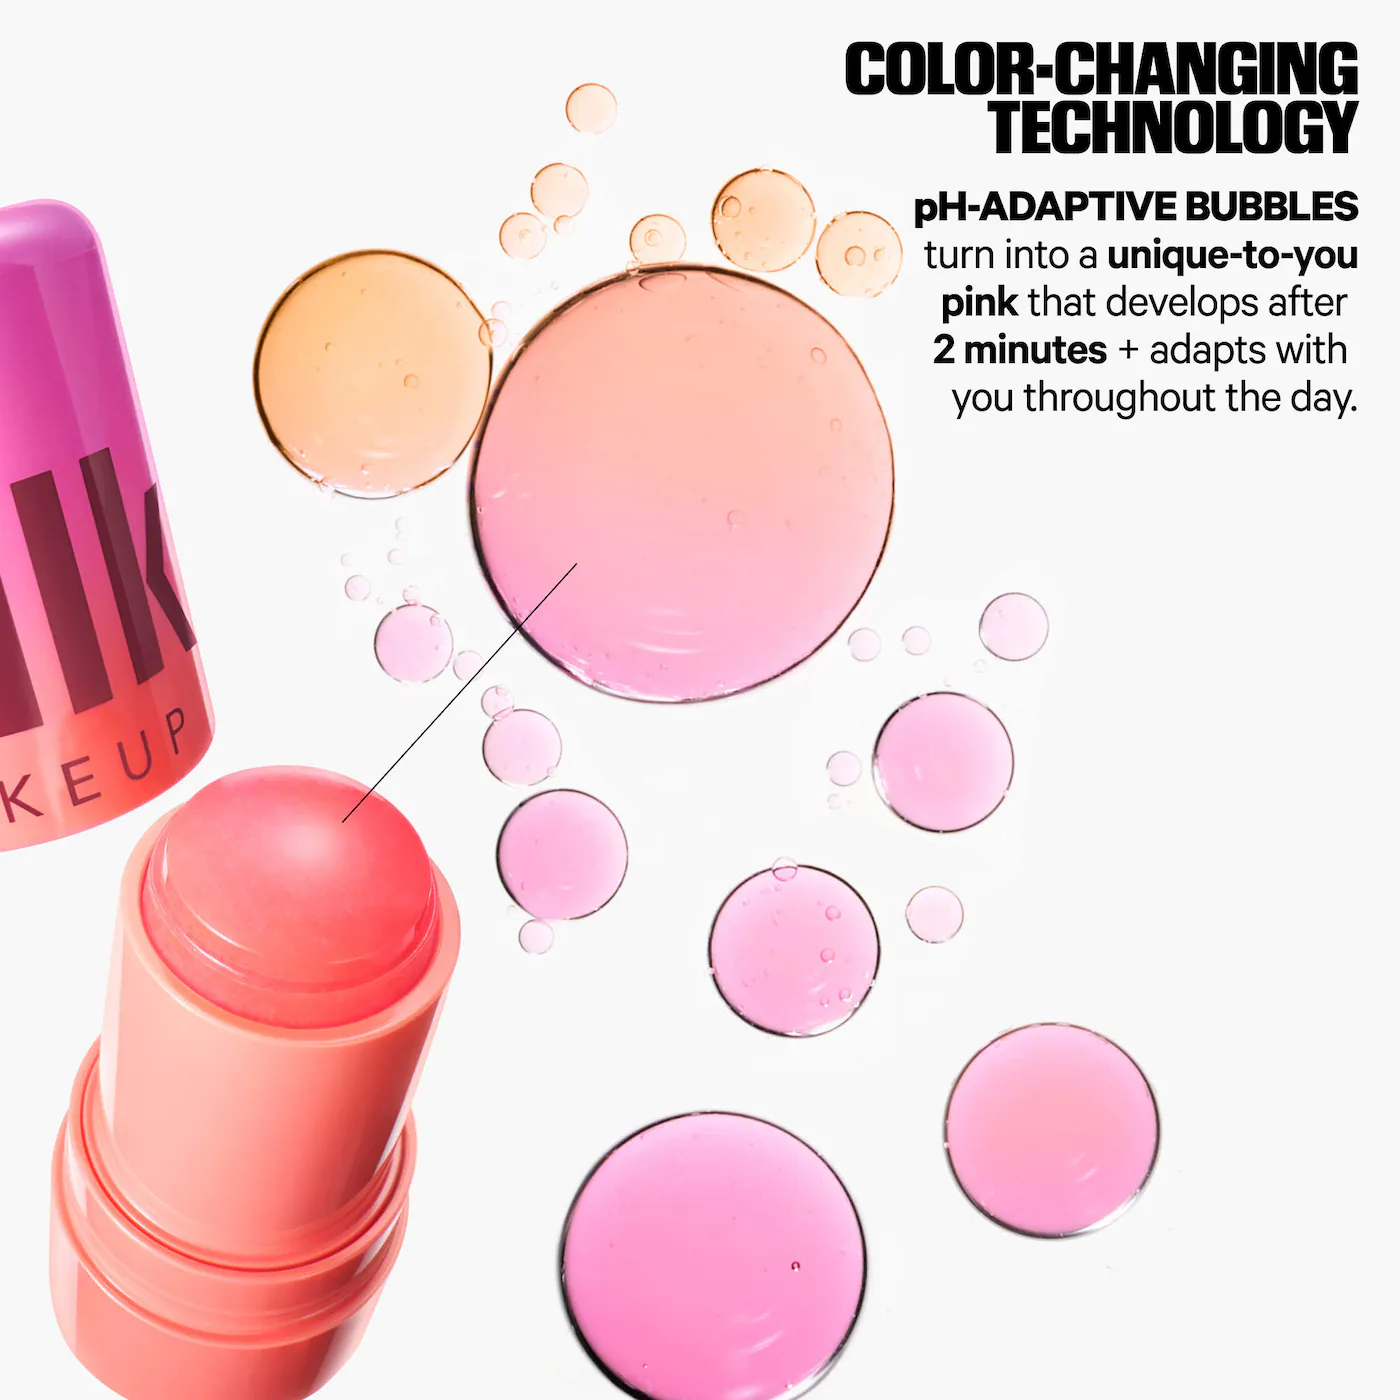 COLOR-CHANGING
TECHNOLOGY
pH-ADAPTIVE BUBBLES
turn into a unique-to-you
pink that develops after
2 minutes + adapts with
you throughout the day.
ilk
KEUP